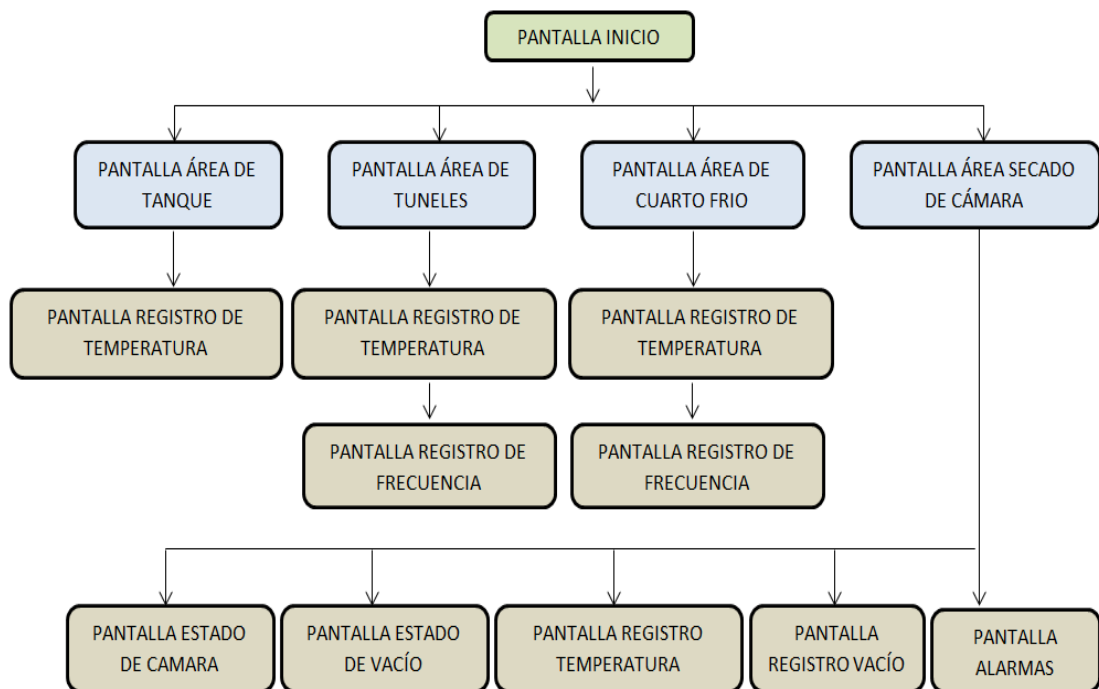 PANTALLA INICIO
PANTALLA ÁREA DE
TANQUE
PANTALLA ÁREA DE
TUNELES
PANTALLA ÁREA DE
CUARTO FRIO
PANTALLA ÁREA SECADO
DE CÁMARA
PANTALLA REGISTRO DE
TEMPERATURA
PANTALLA REGISTRO DE
TEMPERATURA
PANTALLA REGISTRO DE
TEMPERATURA
PANTALLA REGISTRO DE
FRECUENCIA
PANTALLA REGISTRO DE
FRECUENCIA
PANTALLA ESTADO
DE CAMARA
PANTALLA ESTADO
DE VACÍO
PANTALLA REGISTRO
TEMPERATURA
PANTALLA
REGISTRO VACÍO
PANTALLA
ALARMAS